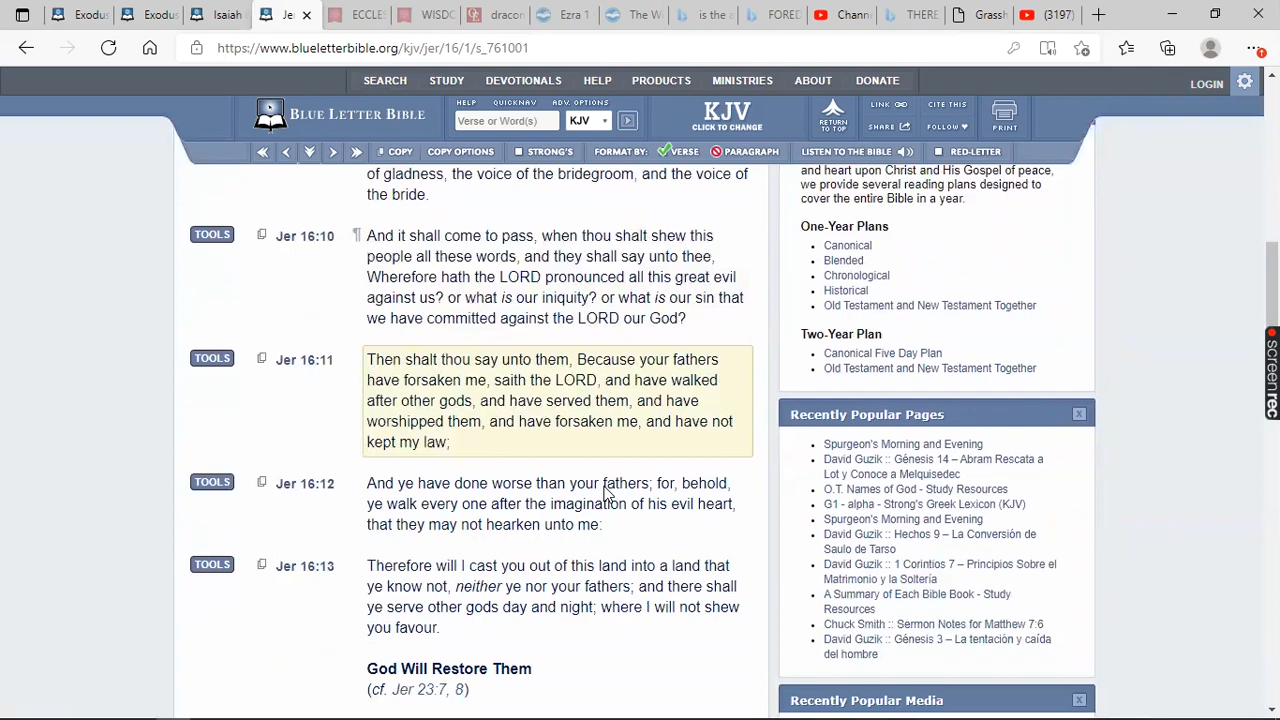 Exodus
Exodus
Isaiah
Jer
ECCLES
WISDO
dracon
Ezra 1
The W
is the a
FORED
Chann
THERE
Grassh
(3197)
https://www.blueletterbible.org/kjv/jer/16/1/s_761001
SEARCH STUDY DEVOTIONALS HELP PRODUCTS MINISTRIES ABOUT DONATE
LOGIN
BLUE LETTER BIBLE
HELP QUICKNAV ADV. OPTIONS
Verse or Word(s) KJV
KJV
CLICK TO CHANGE
RETURN TO TOP
LINK CITE THIS
SHARE FOLLOW
PRINT
COPY COPY OPTIONS STRONG'S FORMAT BY: VERSE PARAGRAPH LISTEN TO THE BIBLE RED-LETTER
of gladness, the voice of the bridegroom, and the voice of
the bride.
TOOLS Jer 16:10 ¶ And it shall come to pass, when thou shalt shew this
people all these words, and they shall say unto thee,
Wherefore hath the LORD pronounced all this great evil
against us? or what is our iniquity? or what is our sin that
we have committed against the LORD our God?
TOOLS Jer 16:11 Then shalt thou say unto them, Because your fathers
have forsaken me, saith the LORD, and have walked
after other gods, and have served them, and have
worshipped them, and have forsaken me, and have not
kept my law;
TOOLS Jer 16:12 And ye have done worse than your fathers; for, behold,
ye walk every one after the imagination of his evil heart,
that they may not hearken unto me:
TOOLS Jer 16:13 Therefore will I cast you out of this land into a land that
ye know not, neither ye nor your fathers; and there shall
ye serve other gods day and night; where I will not shew
you favour.
God Will Restore Them
(cf. Jer 23:7, 8)
and heart upon Christ and His Gospel of peace,
we provide several reading plans designed to
cover the entire Bible in a year.
One-Year Plans
Canonical
Blended
Chronological
Historical
Old Testament and New Testament Together
Two-Year Plan
Canonical Five Day Plan
Old Testament and New Testament Together
Recently Popular Pages
Spurgeon's Morning and Evening
David Guzik :: Génesis 14 – Abram Rescata a
Lot y Conoce a Melquisedec
O.T. Names of God - Study Resources
G1 - alpha - Strong's Greek Lexicon (KJV)
Spurgeon's Morning and Evening
David Guzik :: Hechos 9 – La Conversión de
Saulo de Tarso
David Guzik :: 1 Corintios 7 – Principios Sobre el
Matrimonio y la Soltería
A Summary of Each Bible Book - Study
Resources
Chuck Smith :: Sermon Notes for Matthew 7:6
David Guzik :: Génesis 3 – La tentación y caída
del hombre
Recently Popular Media
screenrec